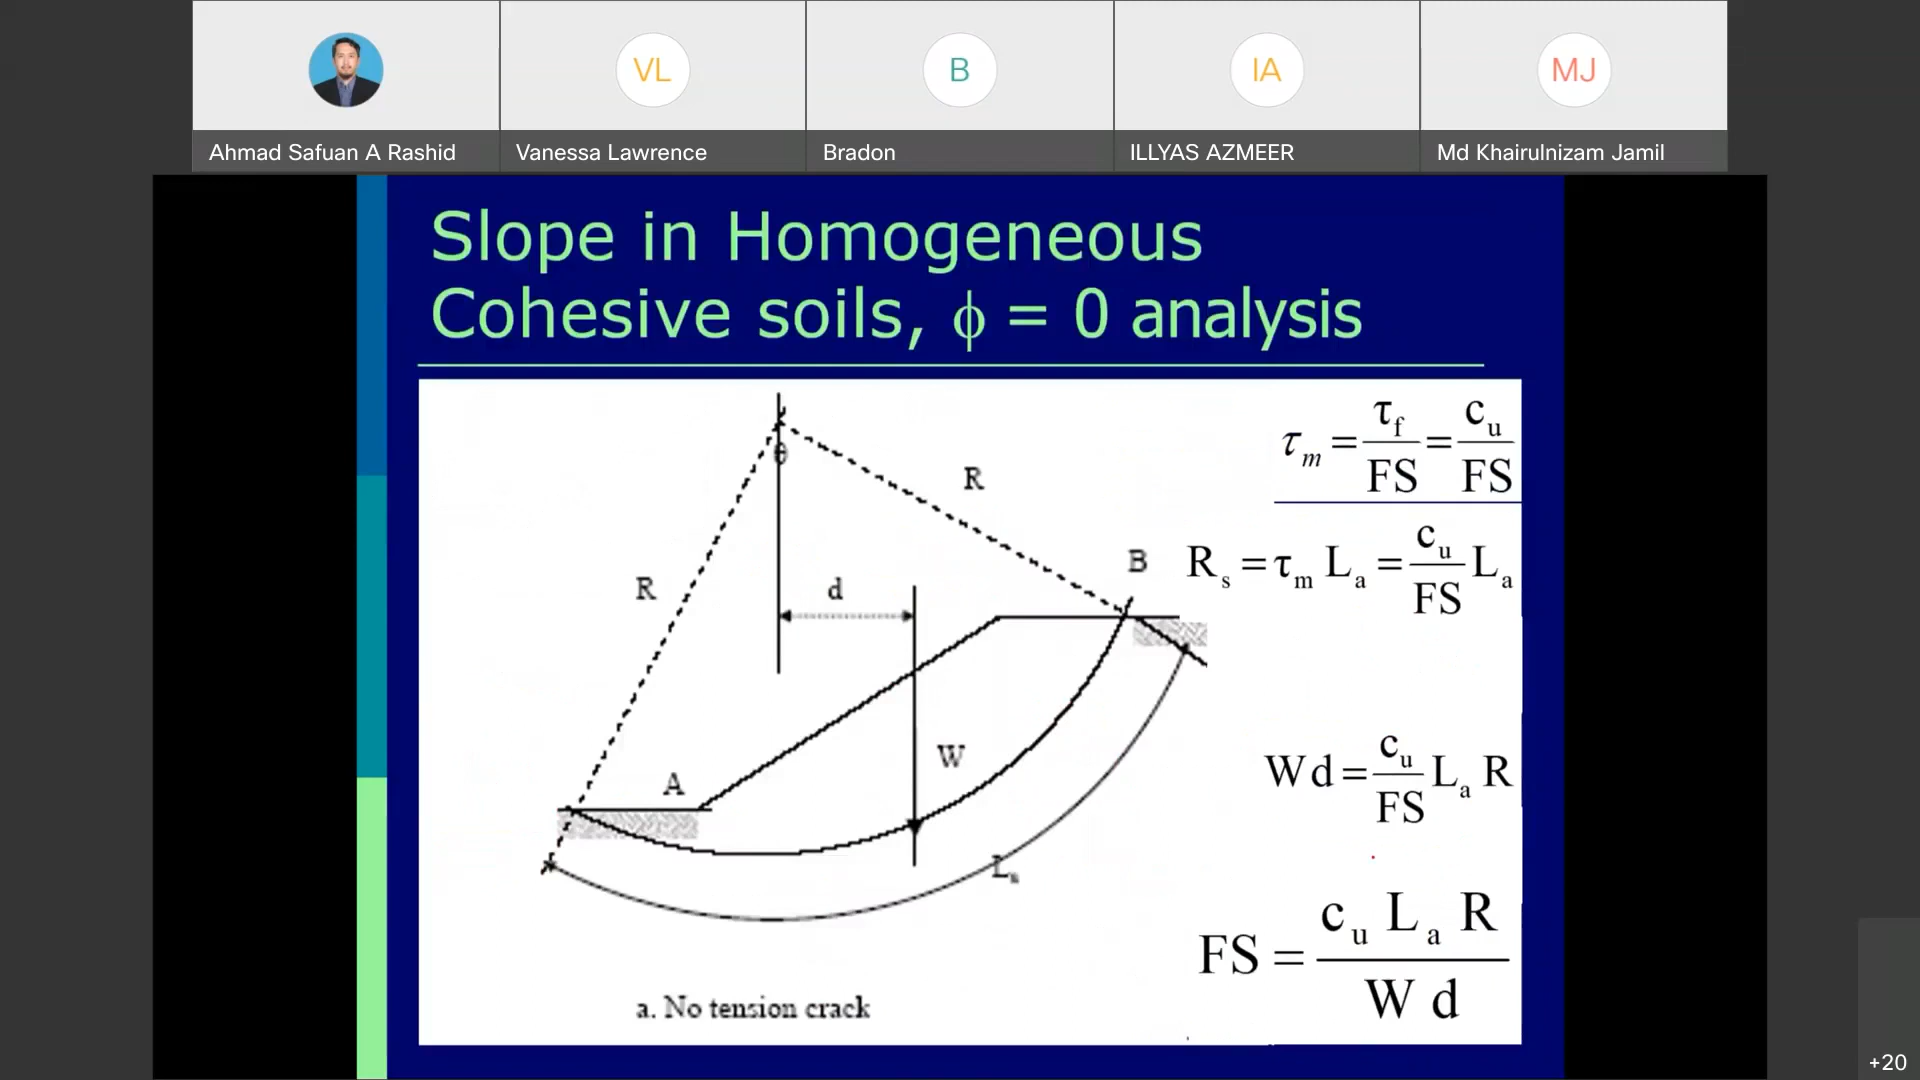 VL
B
IA
MJ
Ahmad Safuan A Rashid
Vanessa Lawrence
Bradon
ILLYAS AZMEER
Md Khairulnizam Jamil
Slope in Homogeneous
Cohesive soils, ϕ = 0 analysis
θ
R
R
d
B
A
W
Lₐ
a. No tension crack
τₘ = τf/FS = cᵤ/FS
Rₛ = τₘ Lₐ = cᵤ/FS Lₐ
W d = cᵤ/FS Lₐ R
FS = cᵤ Lₐ R / W d
+20